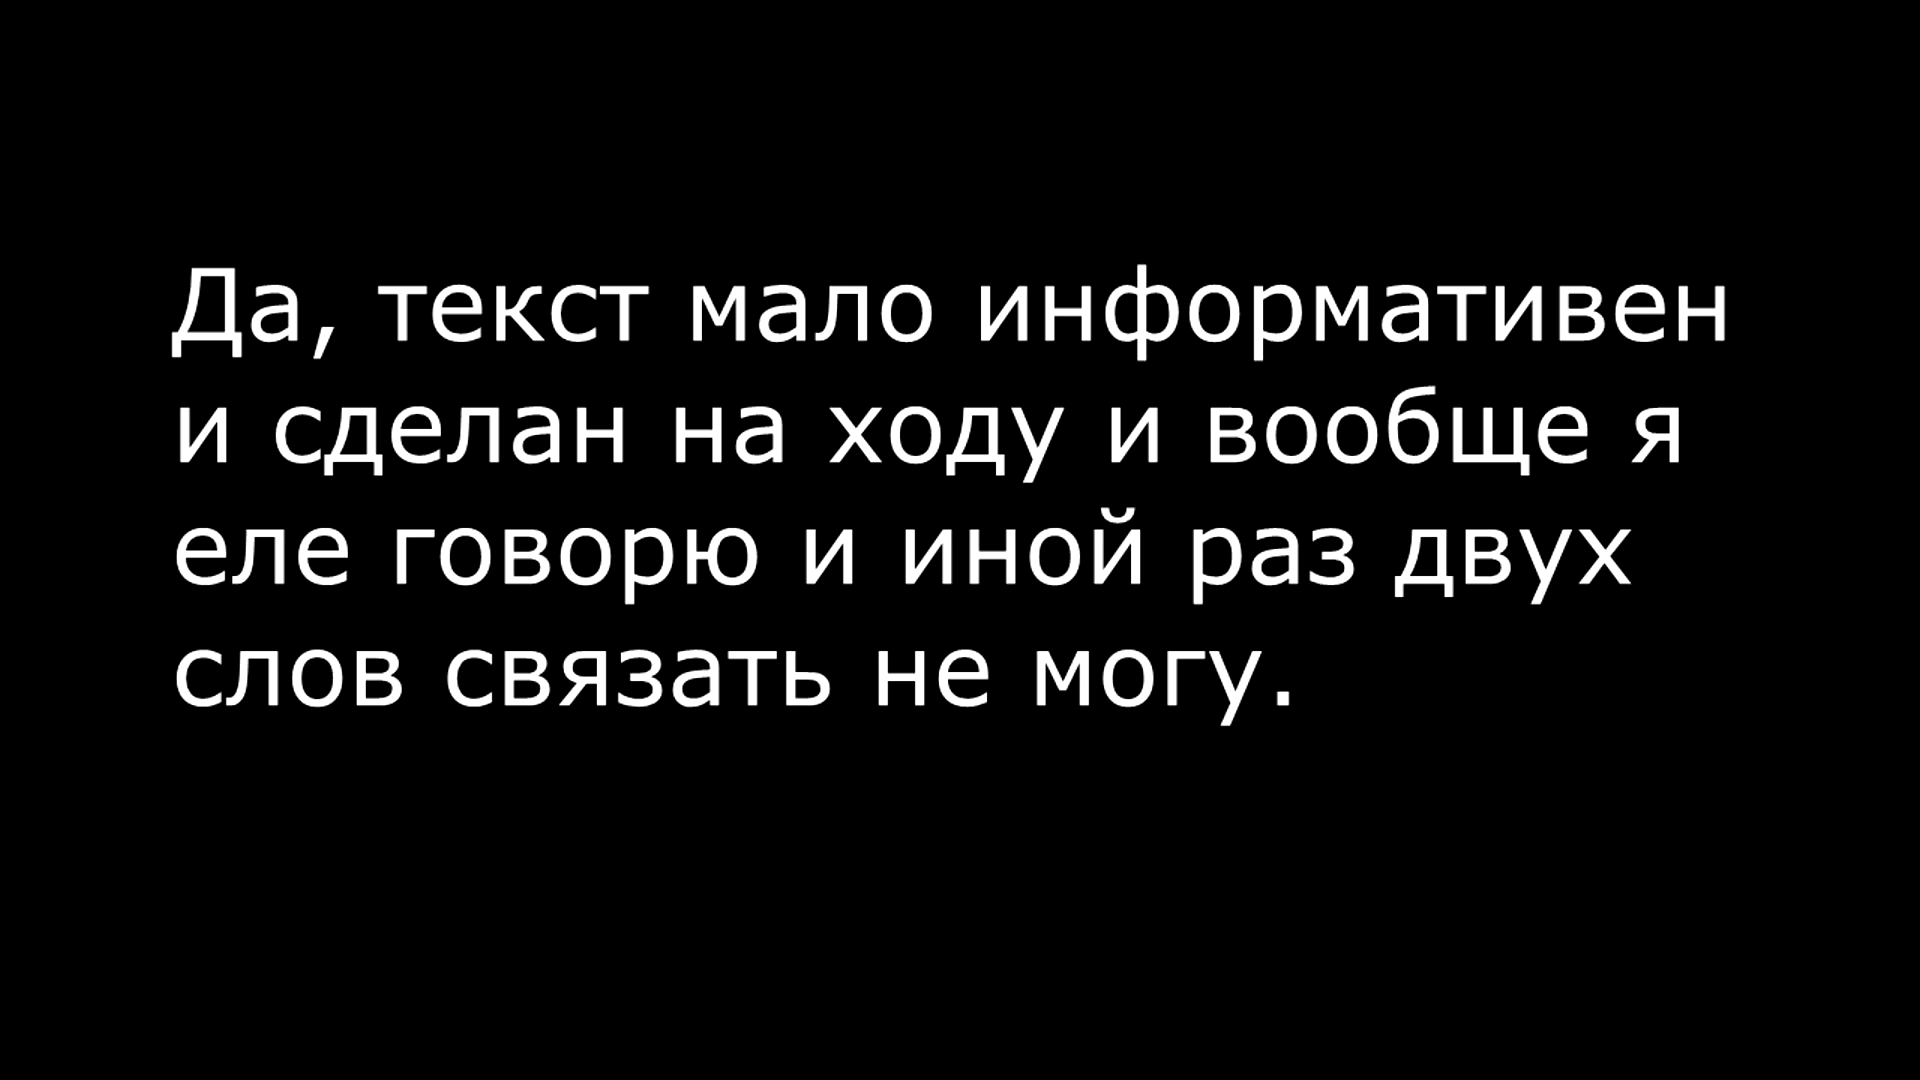 Да, текст мало информативен
и сделан на ходу и вообще я
еле говорю и иной раз двух
слов связать не могу.